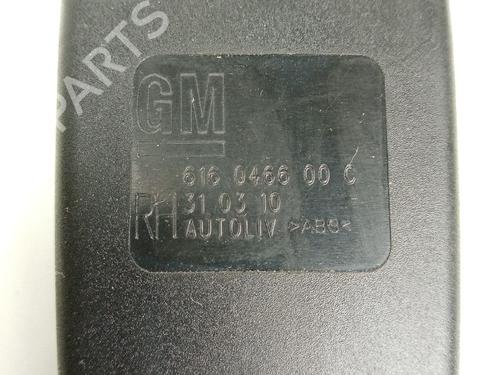 PARTS
GM
616 0466 00 C
RH 31 03 10
AUTOLIV >ABS<